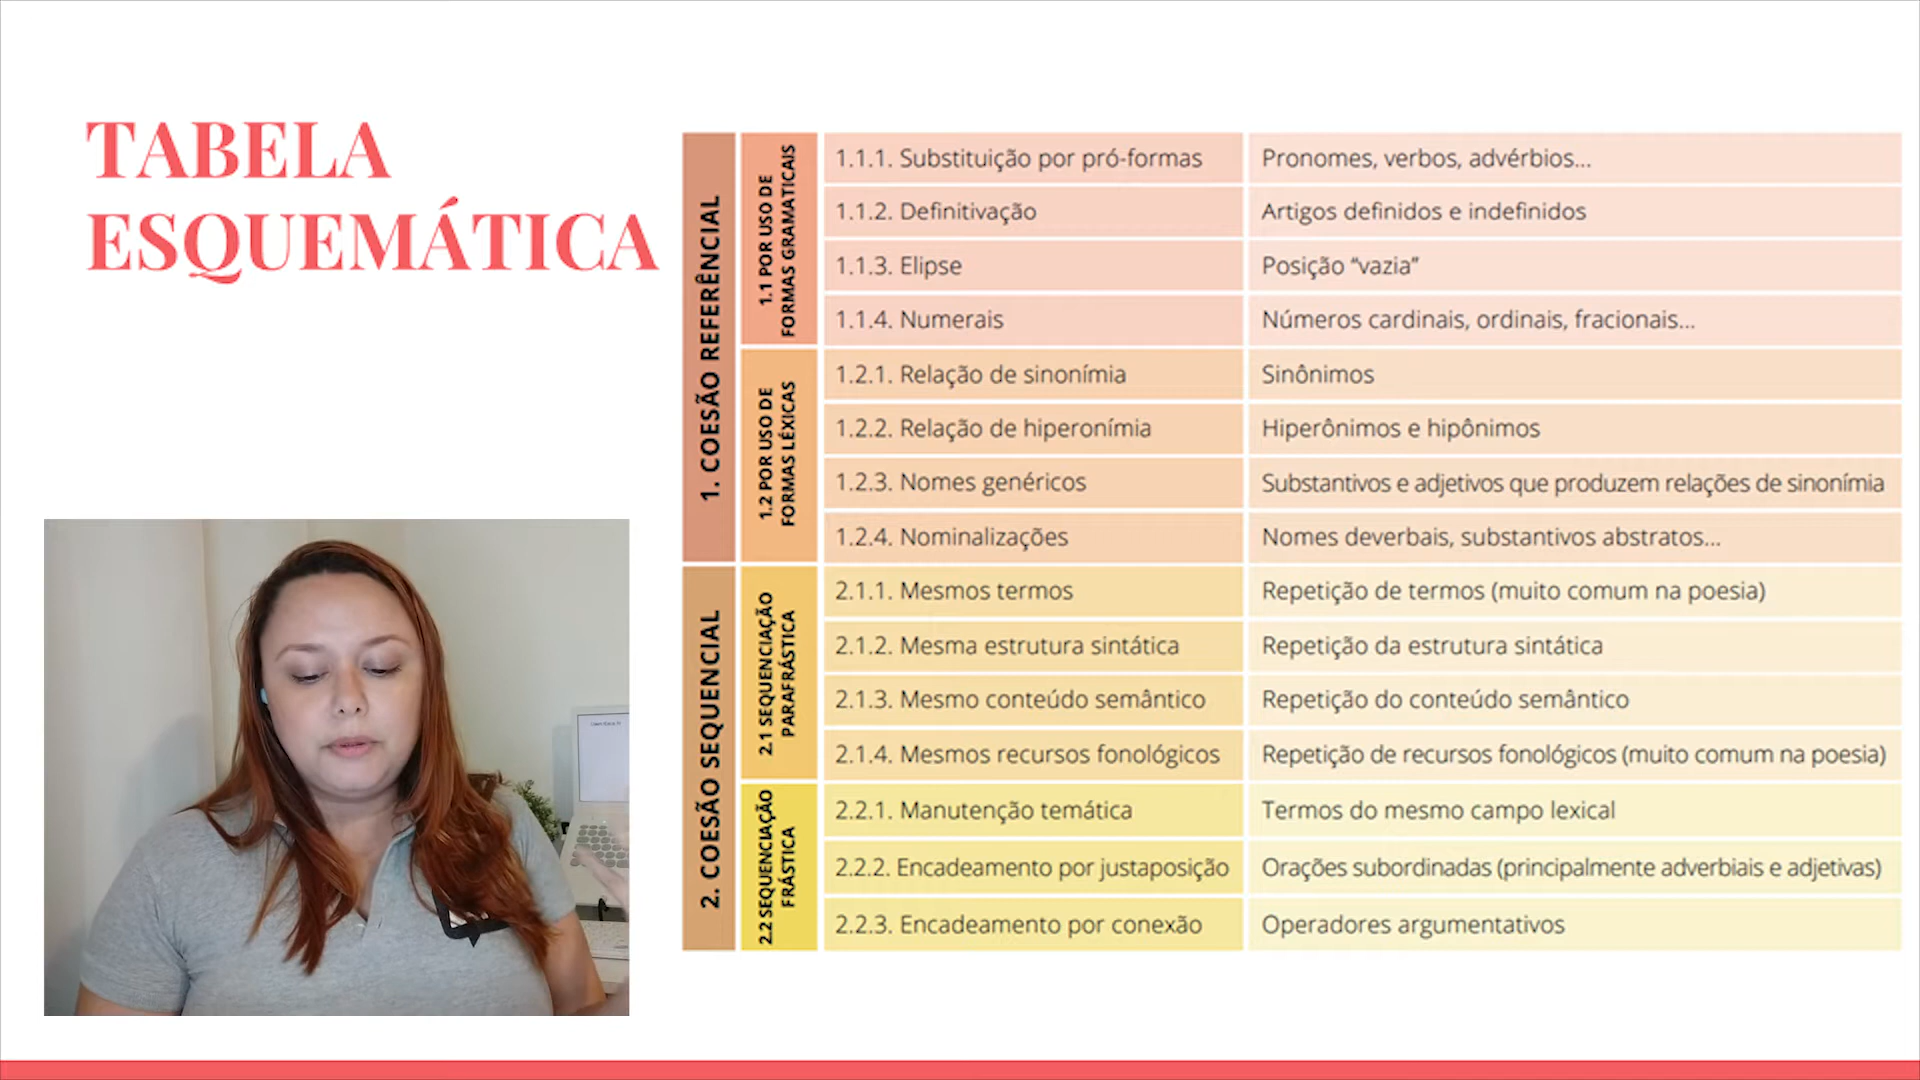 TABELA
ESQUEMÁTICA
1. COESÃO REFERÊNCIAL
1.1 POR USO DE
FORMAS GRAMATICAIS
1.1.1. Substituição por pró-formas
Pronomes, verbos, advérbios...
1.1.2. Definitivação
Artigos definidos e indefinidos
1.1.3. Elipse
Posição “vazia”
1.1.4. Numerais
Números cardinais, ordinais, fracionais...
1.2 POR USO DE
FORMAS LÉXICAS
1.2.1. Relação de sinonímia
Sinônimos
1.2.2. Relação de hiperonímia
Hiperônimos e hipônimos
1.2.3. Nomes genéricos
Substantivos e adjetivos que produzem relações de sinonímia
1.2.4. Nominalizações
Nomes deverbais, substantivos abstratos...
2. COESÃO SEQUENCIAL
2.1 SEQUENCIAÇÃO
PARAFRÁSTICA
2.1.1. Mesmos termos
Repetição de termos (muito comum na poesia)
2.1.2. Mesma estrutura sintática
Repetição da estrutura sintática
2.1.3. Mesmo conteúdo semântico
Repetição do conteúdo semântico
2.1.4. Mesmos recursos fonológicos
Repetição de recursos fonológicos (muito comum na poesia)
2.2 SEQUENCIAÇÃO
FRÁSTICA
2.2.1. Manutenção temática
Termos do mesmo campo lexical
2.2.2. Encadeamento por justaposição
Orações subordinadas (principalmente adverbiais e adjetivas)
2.2.3. Encadeamento por conexão
Operadores argumentativos